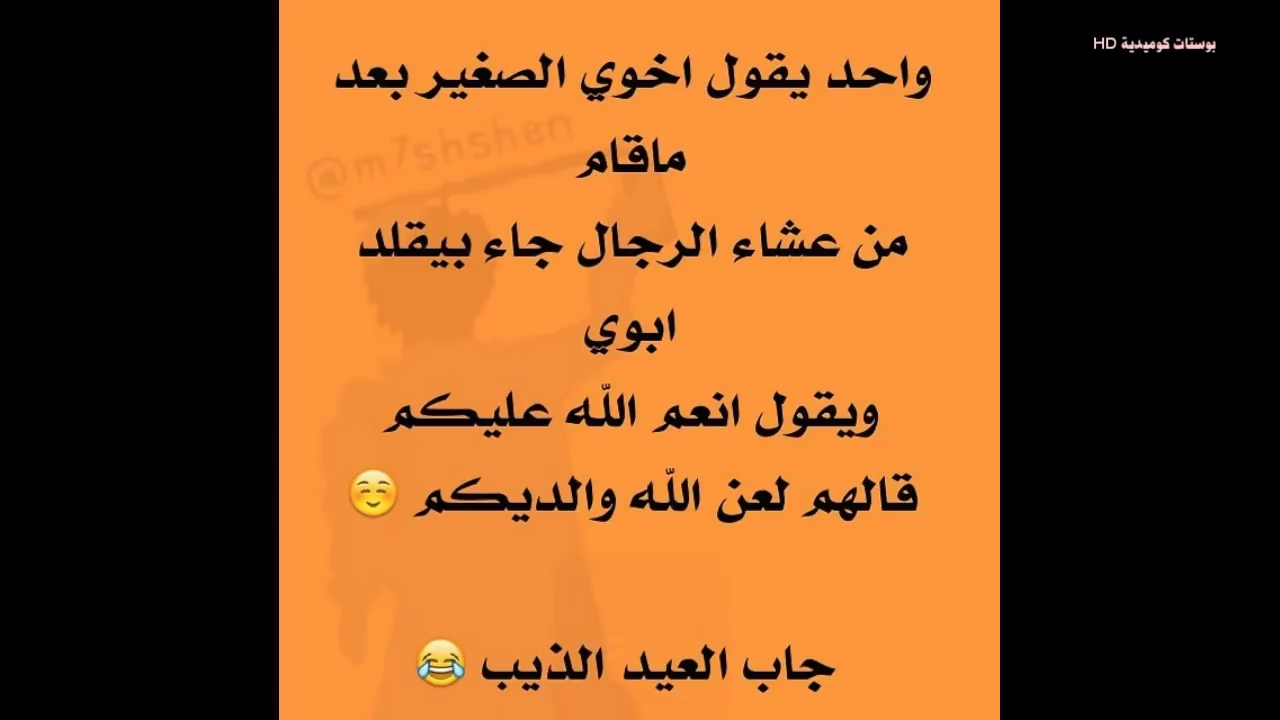 بوستات كوميدية HD
واحد يقول اخوي الصغير بعد
ماقام
@m7shshen
من عشاء الرجال جاء بيقلد
ابوي
ويقول انعم الله عليكم
قالهم لعن الله والديكم ☺️
جاب العيد الذيب 😂